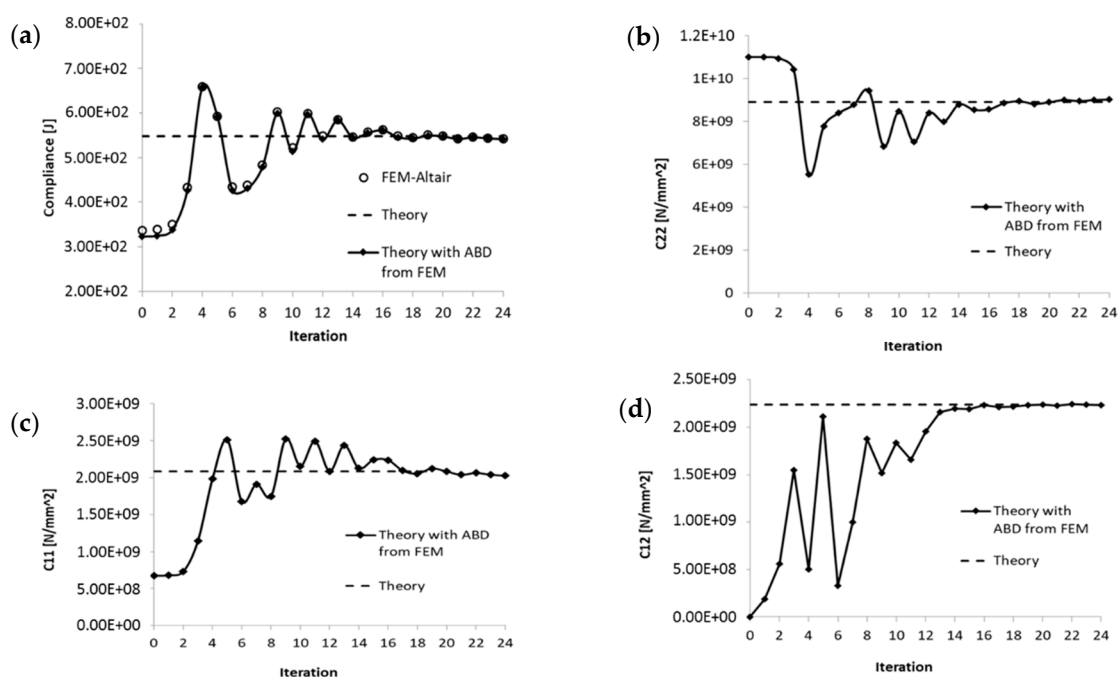 (a)
8.00E+02
7.00E+02
6.00E+02
5.00E+02
4.00E+02
3.00E+02
2.00E+02
Compliance [J]
FEM-Altair
Theory
Theory with ABD
from FEM
0 2 4 6 8 10 12 14 16 18 20 22 24
Iteration
(b)
1.2E+10
1E+10
8E+09
6E+09
4E+09
2E+09
0
C22 [N/mm^2]
Theory with
ABD from FEM
Theory
0 2 4 6 8 10 12 14 16 18 20 22 24
Iteration
(c)
3.00E+09
2.50E+09
2.00E+09
1.50E+09
1.00E+09
5.00E+08
0.00E+00
C11 [N/mm^2]
Theory with ABD
from FEM
Theory
0 2 4 6 8 10 12 14 16 18 20 22 24
Iteration
(d)
2.50E+09
2.00E+09
1.50E+09
1.00E+09
5.00E+08
0.00E+00
C12 [N/mm^2]
Theory with
ABD from FEM
Theory
0 2 4 6 8 10 12 14 16 18 20 22 24
Iteration